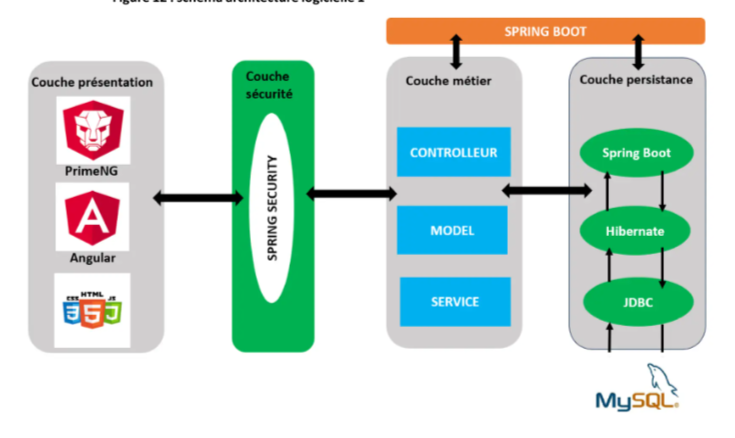 Figure 12 : schéma architecture logicielle 1
SPRING BOOT
Couche présentation
PrimeNG
Angular
CSS HTML JS
Couche
sécurité
SPRING SECURITY
Couche métier
CONTROLLEUR
MODEL
SERVICE
Couche persistance
Spring Boot
Hibernate
JDBC
MySQL